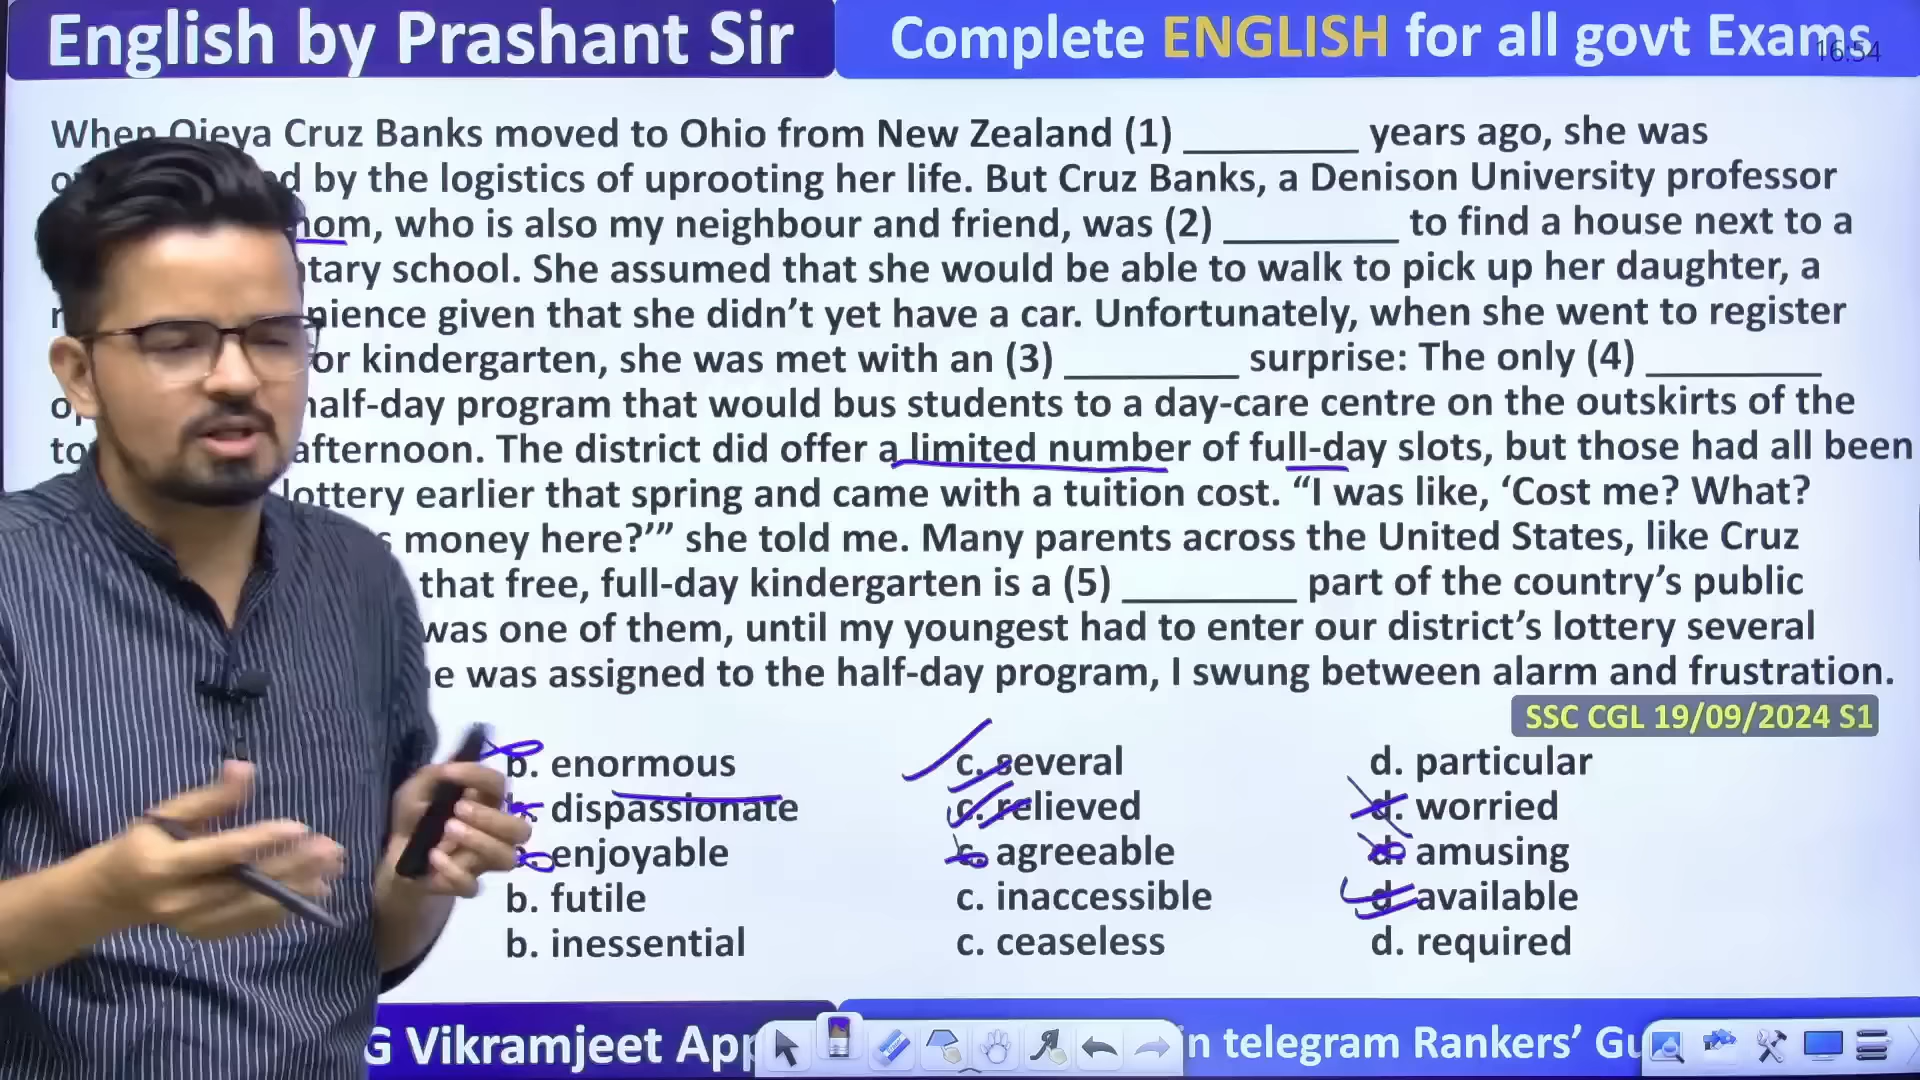 English by Prashant Sir
Complete ENGLISH for all govt Exams
16:54
When Ojeya Cruz Banks moved to Ohio from New Zealand (1) ________ years ago, she was
by the logistics of uprooting her life. But Cruz Banks, a Denison University professor
who is also my neighbour and friend, was (2) ________ to find a house next to a
school. She assumed that she would be able to walk to pick up her daughter, a
given that she didn’t yet have a car. Unfortunately, when she went to register
kindergarten, she was met with an (3) ________ surprise: The only (4) ________
half-day program that would bus students to a day-care centre on the outskirts of the
afternoon. The district did offer a limited number of full-day slots, but those had all been
lottery earlier that spring and came with a tuition cost. “I was like, ‘Cost me? What?
money here?’” she told me. Many parents across the United States, like Cruz
that free, full-day kindergarten is a (5) ________ part of the country’s public
was one of them, until my youngest had to enter our district’s lottery several
was assigned to the half-day program, I swung between alarm and frustration.
SSC CGL 19/09/2024 S1
b. enormous c. several d. particular
dispassionate c. relieved d. worried
enjoyable c. agreeable d. amusing
b. futile c. inaccessible d. available
b. inessential c. ceaseless d. required
G Vikramjeet App
in telegram Rankers’ Gu